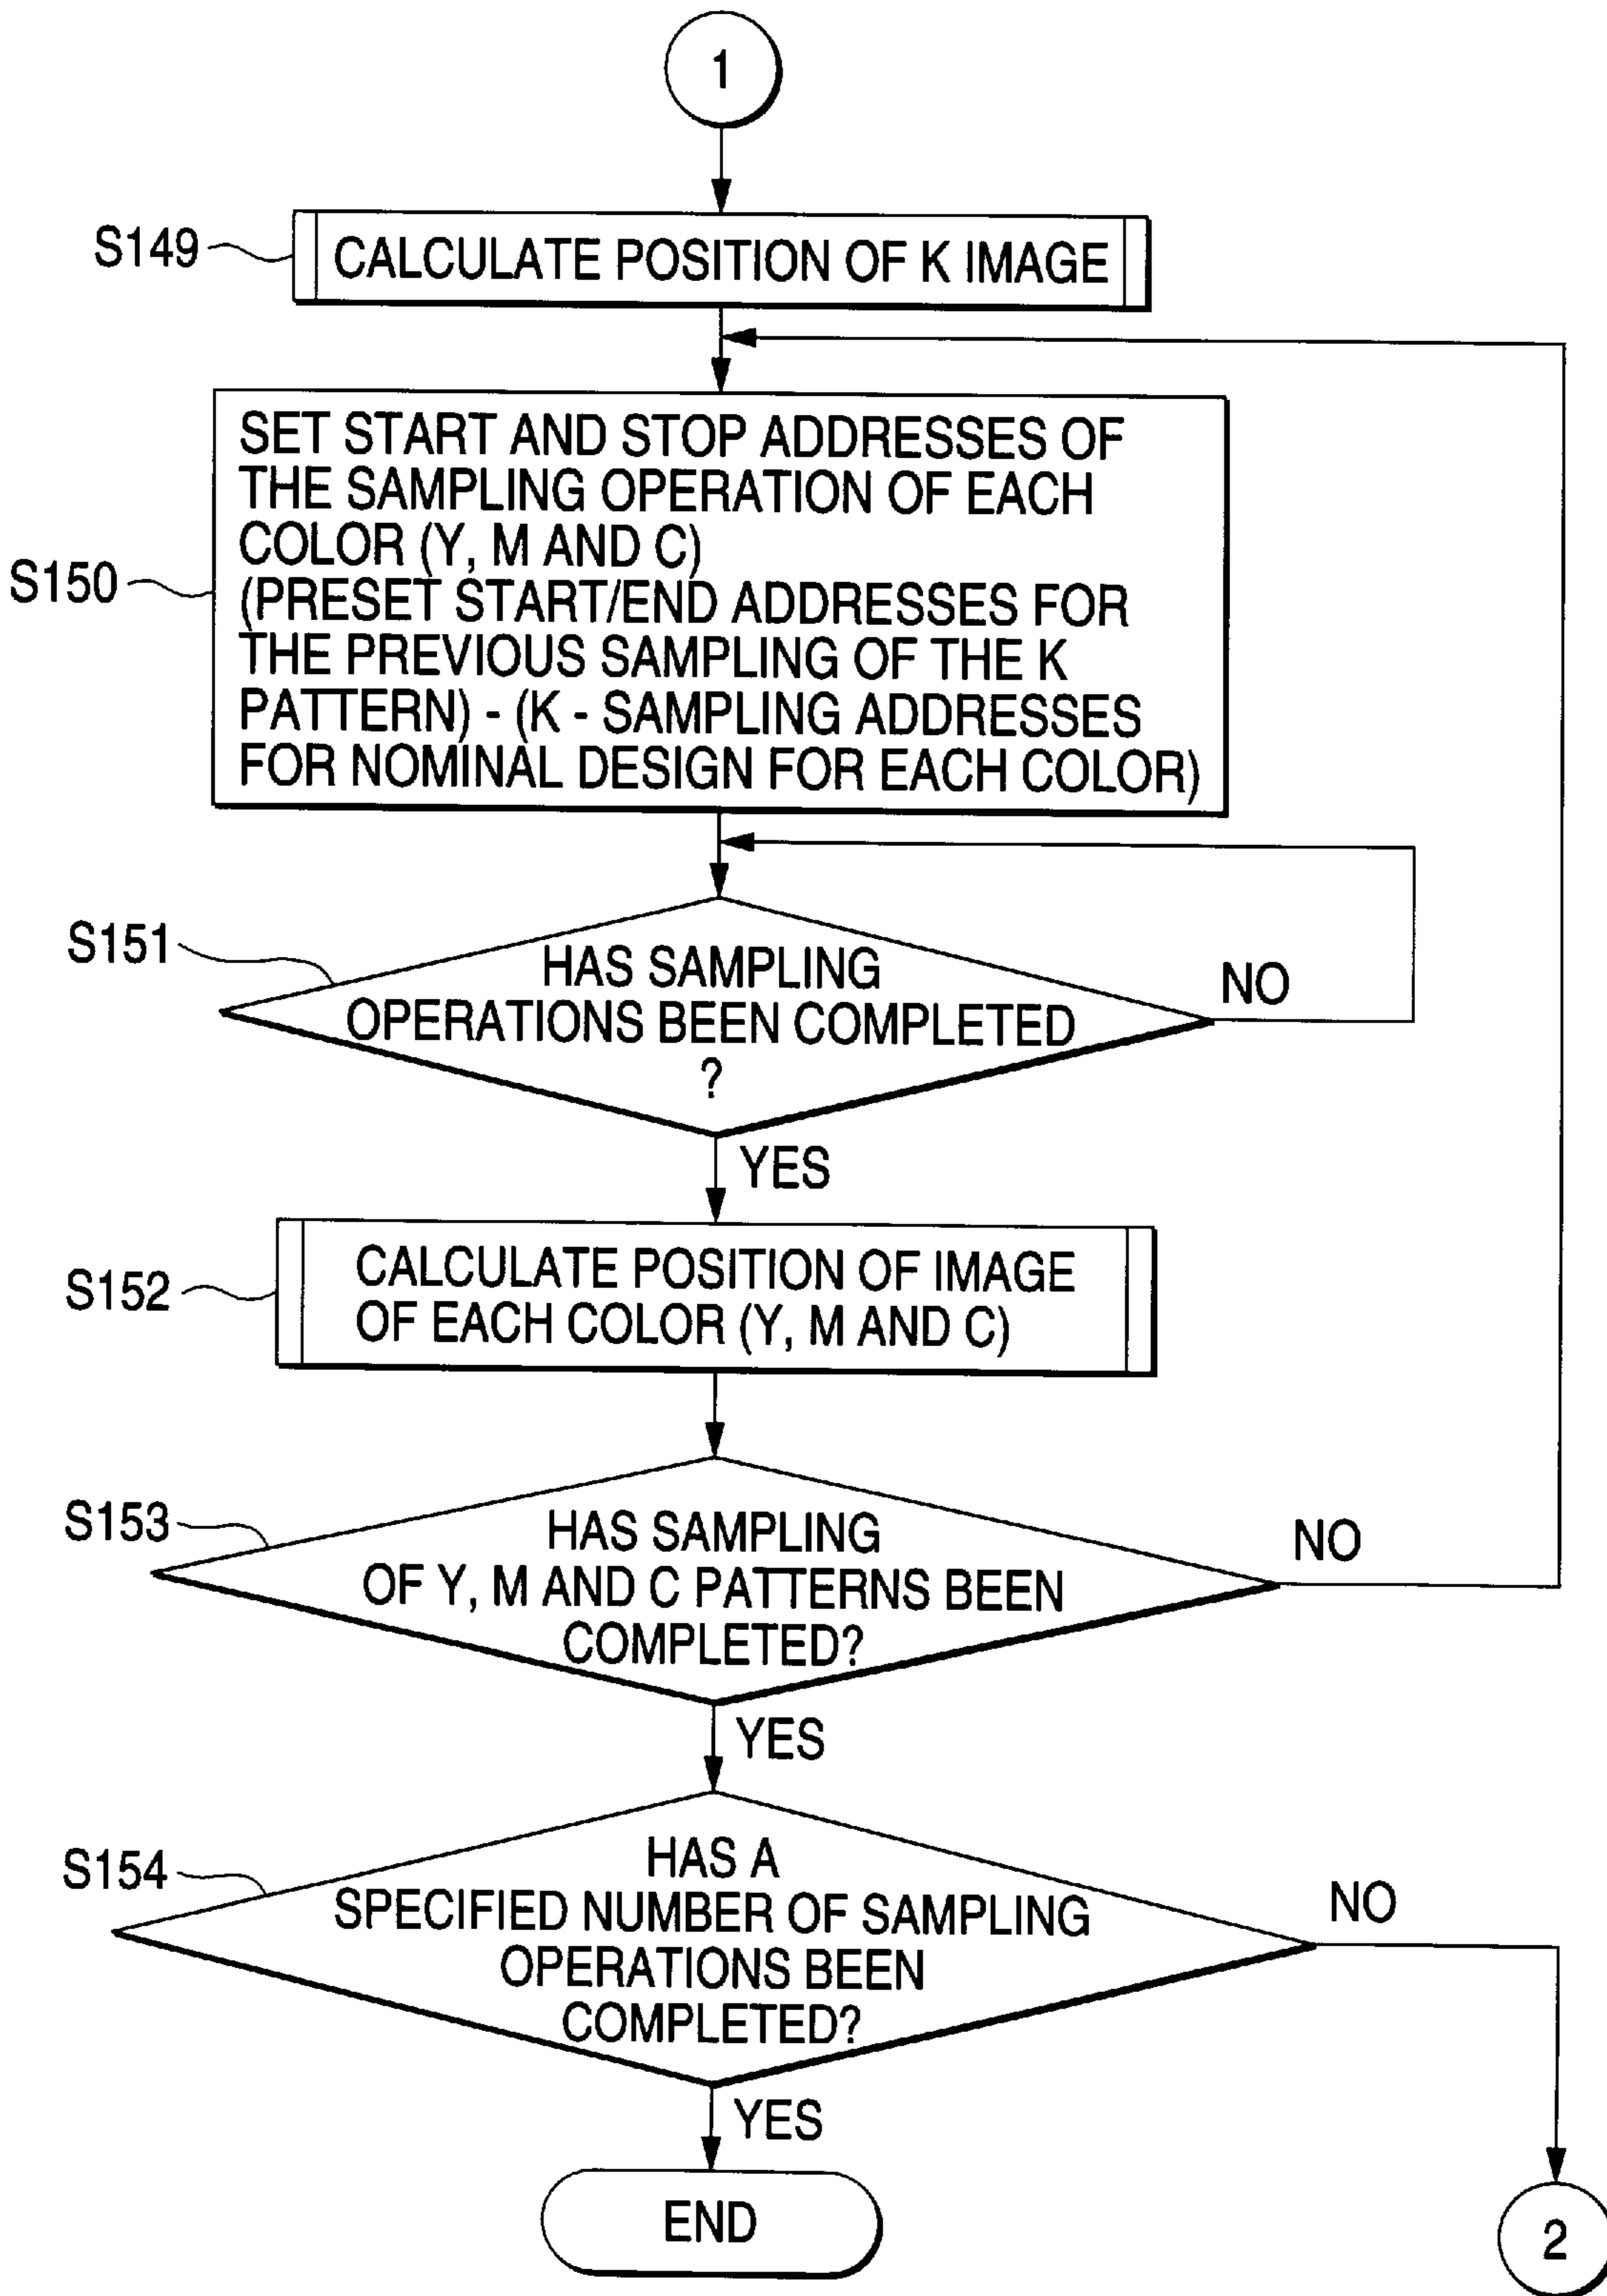 1
S149
CALCULATE POSITION OF K IMAGE
S150
SET START AND STOP ADDRESSES OF
THE SAMPLING OPERATION OF EACH
COLOR (Y, M AND C)
(PRESET START/END ADDRESSES FOR
THE PREVIOUS SAMPLING OF THE K
PATTERN) - (K - SAMPLING ADDRESSES
FOR NOMINAL DESIGN FOR EACH COLOR)
S151
HAS SAMPLING
OPERATIONS BEEN COMPLETED
?
NO
YES
S152
CALCULATE POSITION OF IMAGE
OF EACH COLOR (Y, M AND C)
S153
HAS SAMPLING
OF Y, M AND C PATTERNS BEEN
COMPLETED?
NO
YES
S154
HAS A
SPECIFIED NUMBER OF SAMPLING
OPERATIONS BEEN
COMPLETED?
NO
YES
END
2